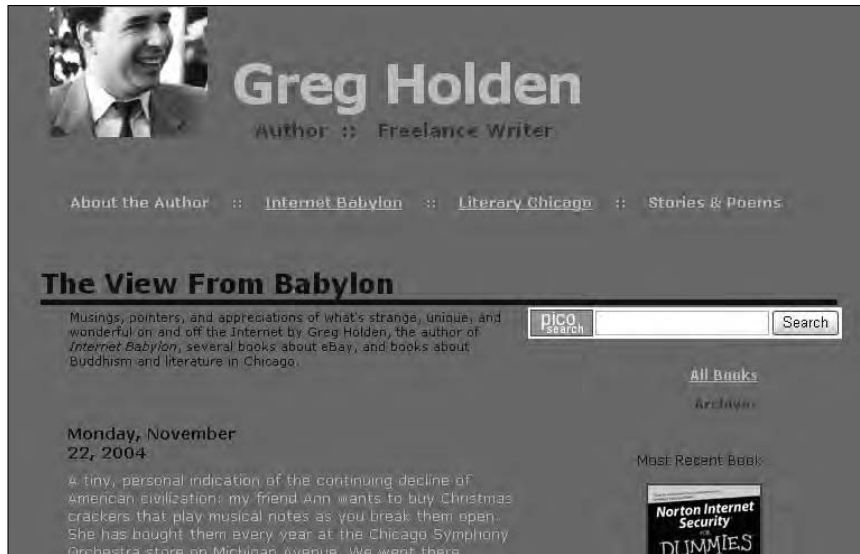 Greg Holden
Author :: Freelance Writer
About the Author :: Internet Babylon :: Literary Chicago :: Stories & Poems
The View From Babylon
Musings, pointers, and appreciations of what's strange, unique, and
wonderful on and off the Internet by Greg Holden, the author of
Internet Babylon, several books about eBay, and books about
Buddhism and literature in Chicago.
pico search Search
All Books
Archives
Monday, November
22, 2004
Most Recent Book
A tiny, personal indication of the continuing decline of
American civilization: my friend Ann wants to buy Christmas
crackers that play musical notes as you break them open.
She has bought them every year at the Chicago Symphony
Orchestra store on Michigan Avenue. We went there
Norton Internet
Security
FOR
DUMMIES